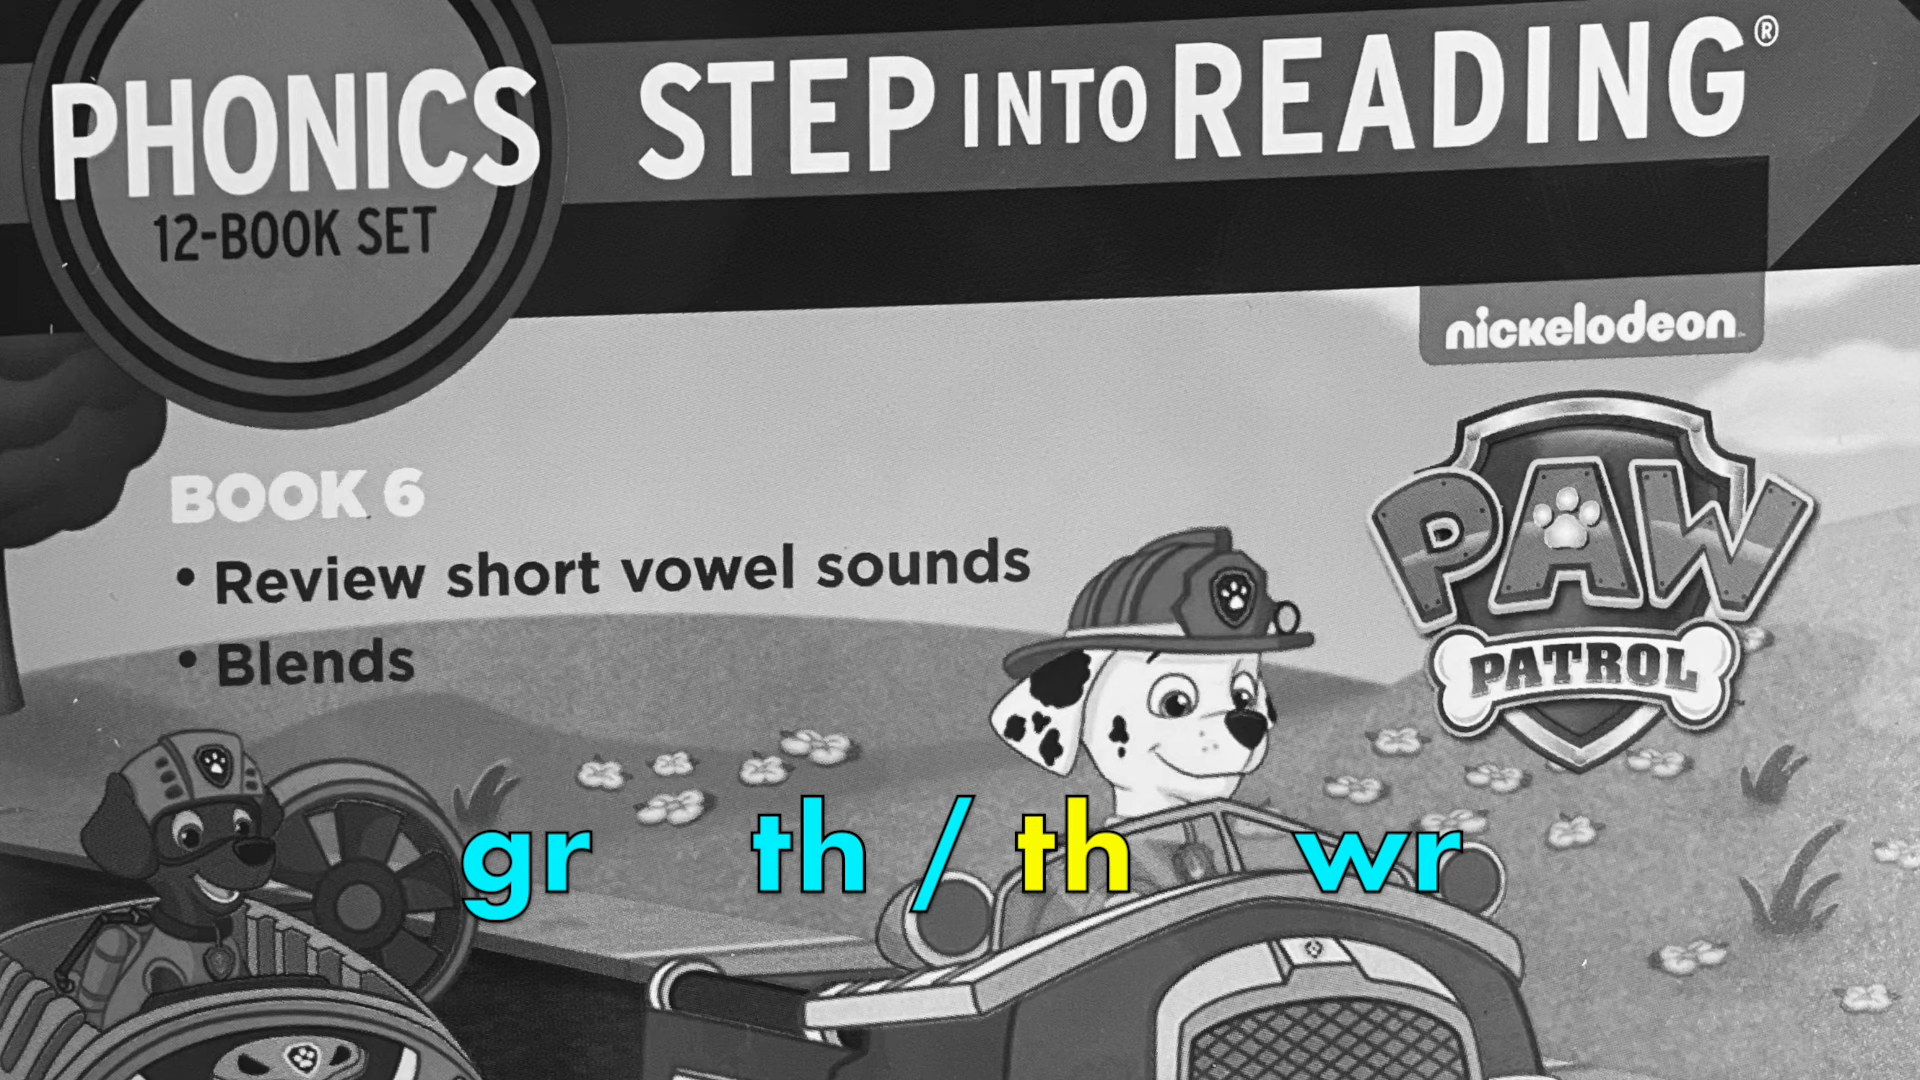 PHONICS
12-BOOK SET
STEP INTO READING®
nickelodeon
PAW
PATROL
BOOK 6
• Review short vowel sounds
• Blends
gr th / th wr